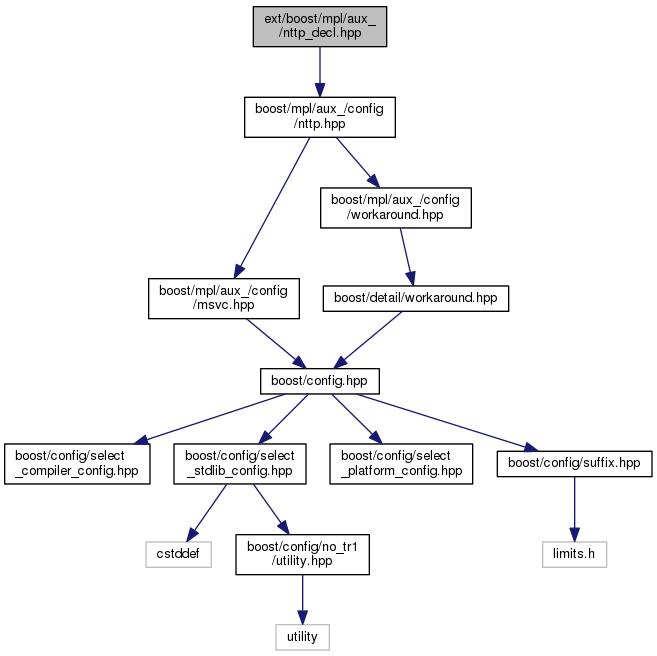 ext/boost/mpl/aux_
/nttp_decl.hpp
boost/mpl/aux_/config
/nttp.hpp
boost/mpl/aux_/config
/workaround.hpp
boost/mpl/aux_/config
/msvc.hpp
boost/detail/workaround.hpp
boost/config.hpp
boost/config/select
_compiler_config.hpp
boost/config/select
_stdlib_config.hpp
boost/config/select
_platform_config.hpp
boost/config/suffix.hpp
cstddef
boost/config/no_tr1
/utility.hpp
limits.h
utility